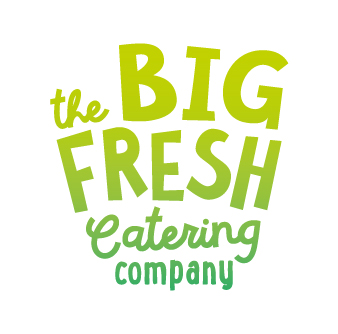 the BIG
FRESH
Catering
company